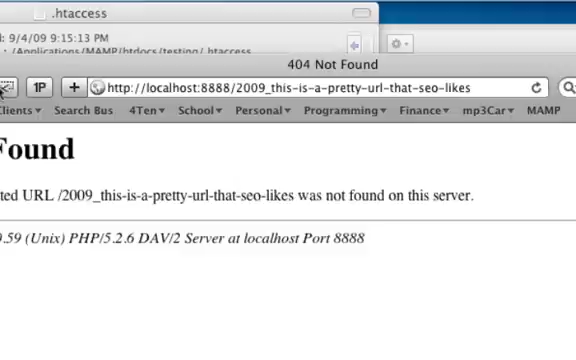 .htaccess
: 9/4/09 9:15:13 PM
: /Applications/MAMP/htdocs/testing/.htaccess
404 Not Found
1P
+
http://localhost:8888/2009_this-is-a-pretty-url-that-seo-likes
Clients Search Bus 4Ten School Personal Programming Finance mp3Car MAMP
Found
ted URL /2009_this-is-a-pretty-url-that-seo-likes was not found on this server.
.59 (Unix) PHP/5.2.6 DAV/2 Server at localhost Port 8888